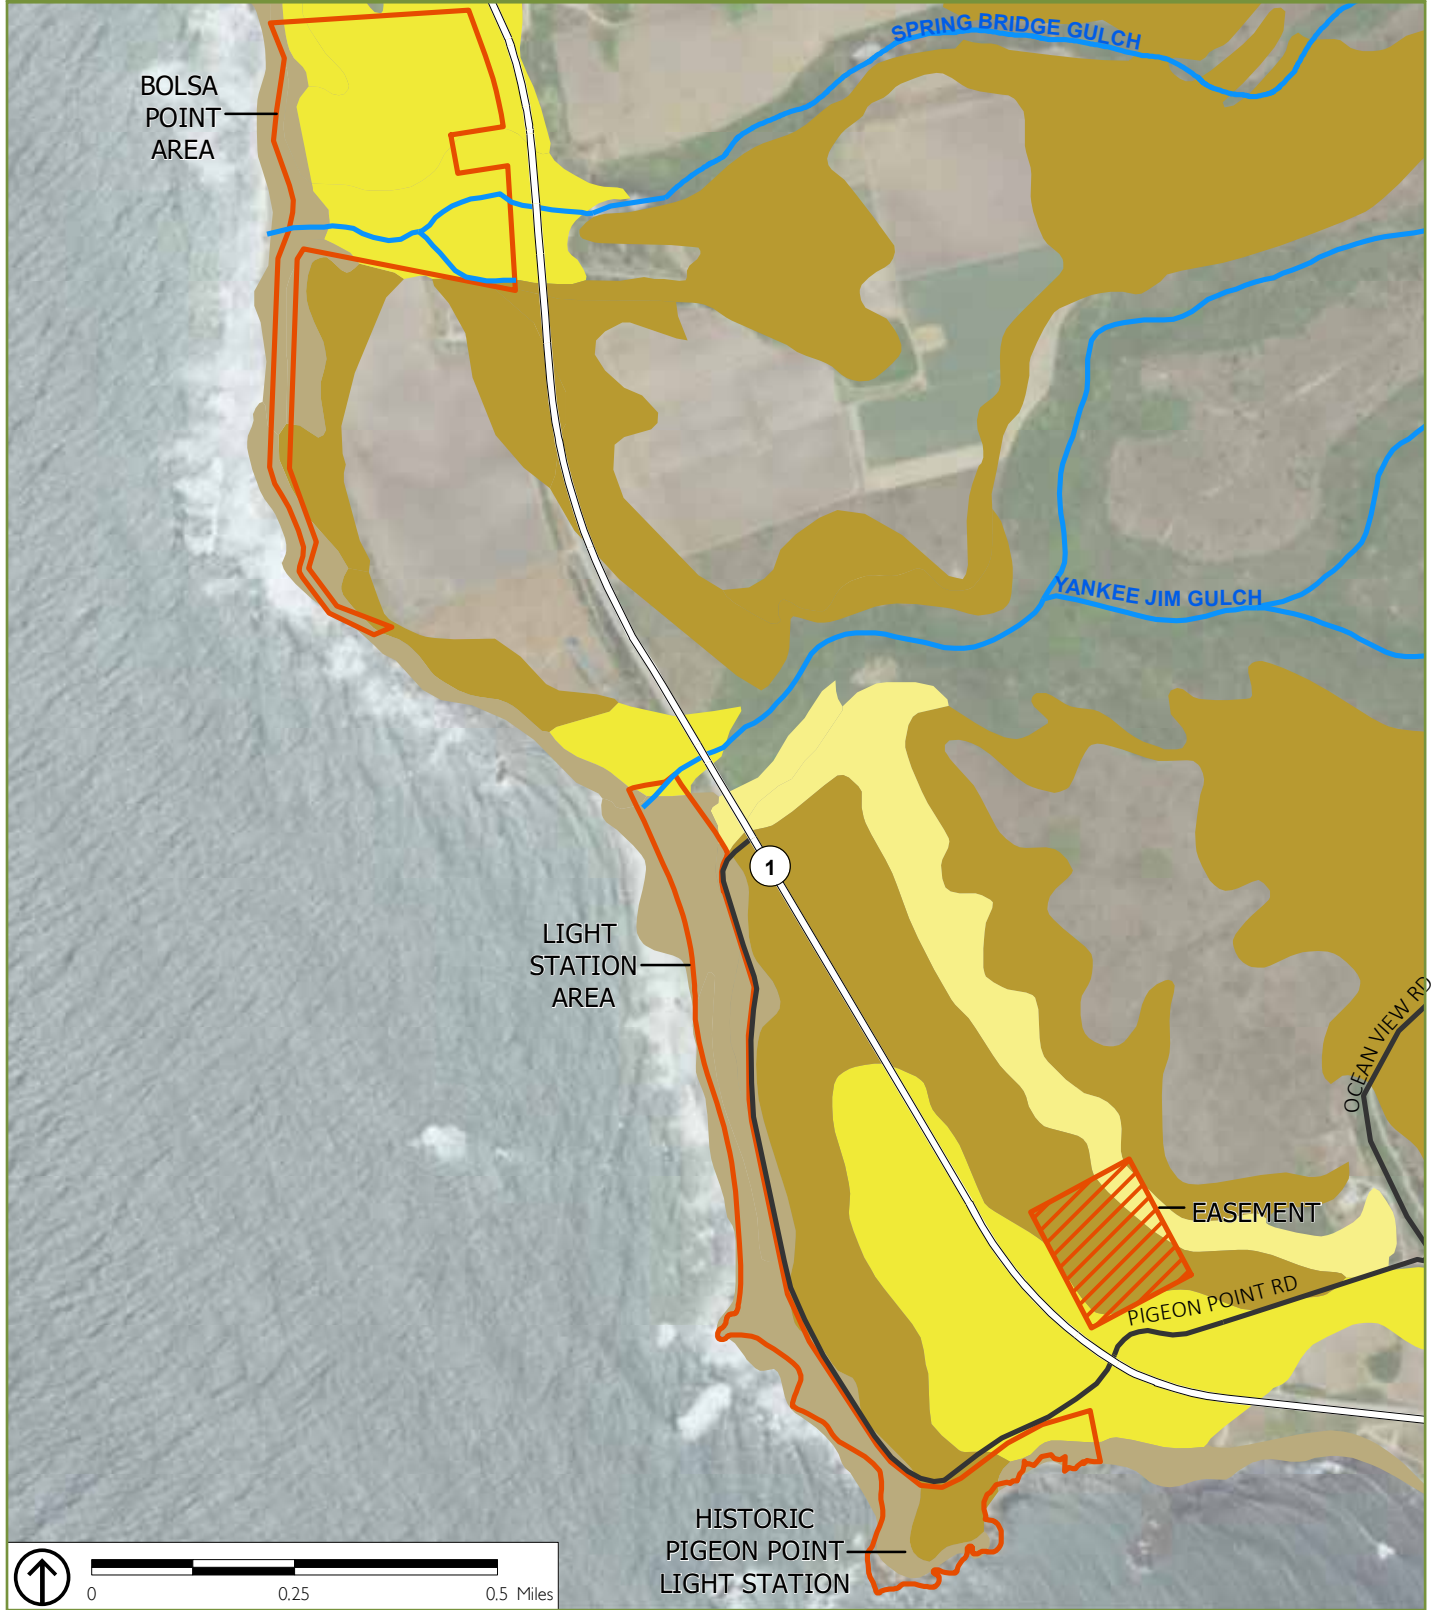 SPRING BRIDGE GULCH
BOLSA
POINT
AREA
YANKEE JIM GULCH
1
LIGHT
STATION
AREA
OCEAN VIEW RD
EASEMENT
PIGEON POINT RD
HISTORIC
PIGEON POINT
LIGHT STATION
0 0.25 0.5 Miles